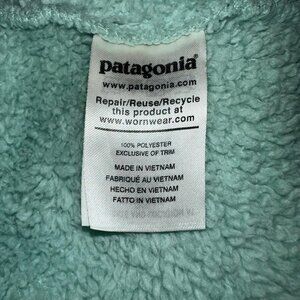 patagonia®
www.patagonia.com
Repair/Reuse/Recycle
this product at
www.wornwear.com
100% POLYESTER
EXCLUSIVE OF TRIM
MADE IN VIETNAM
FABRIQUÉ AU VIETNAM
HECHO EN VIETNAM
FATTO IN VIETNAM